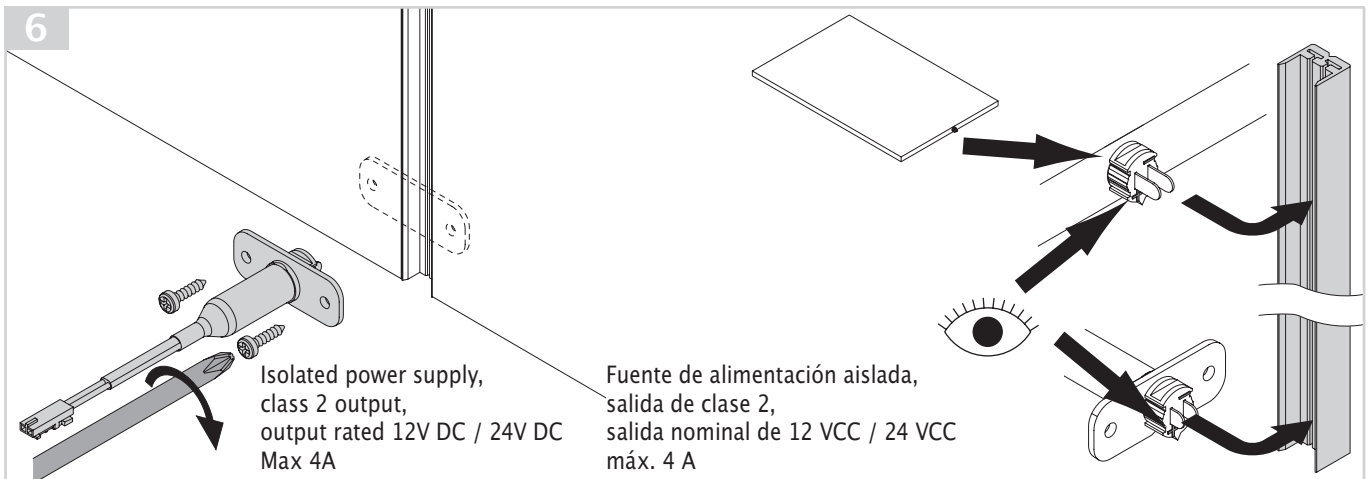 6
Isolated power supply,
class 2 output,
output rated 12V DC / 24V DC
Max 4A
Fuente de alimentación aislada,
salida de clase 2,
salida nominal de 12 VCC / 24 VCC
máx. 4 A